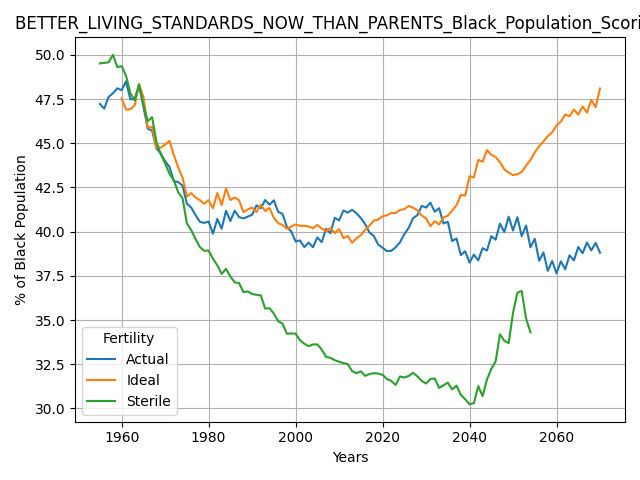 BETTER_LIVING_STANDARDS_NOW_THAN_PARENTS_Black_Population_Scori
% of Black Population
50.0
47.5
45.0
42.5
40.0
37.5
35.0
32.5
30.0
Fertility
Actual
Ideal
Sterile
1960 1980 2000 2020 2040 2060
Years